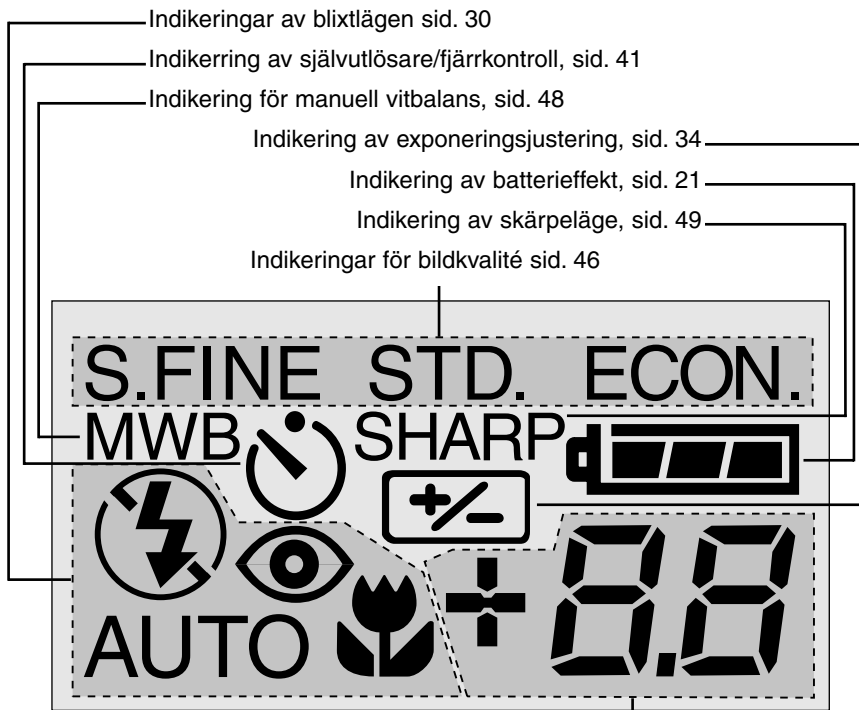 Indikeringar av blixtlägen sid. 30
Indikerring av självutlösare/fjärrkontroll, sid. 41
Indikering för manuell vitbalans, sid. 48
Indikering av exponeringsjustering, sid. 34
Indikering av batterieffekt, sid. 21
Indikering av skärpeläge, sid. 49
Indikeringar för bildkvalité sid. 46
S.FINE STD. ECON.
MWB SHARP
+/-
AUTO 8.8